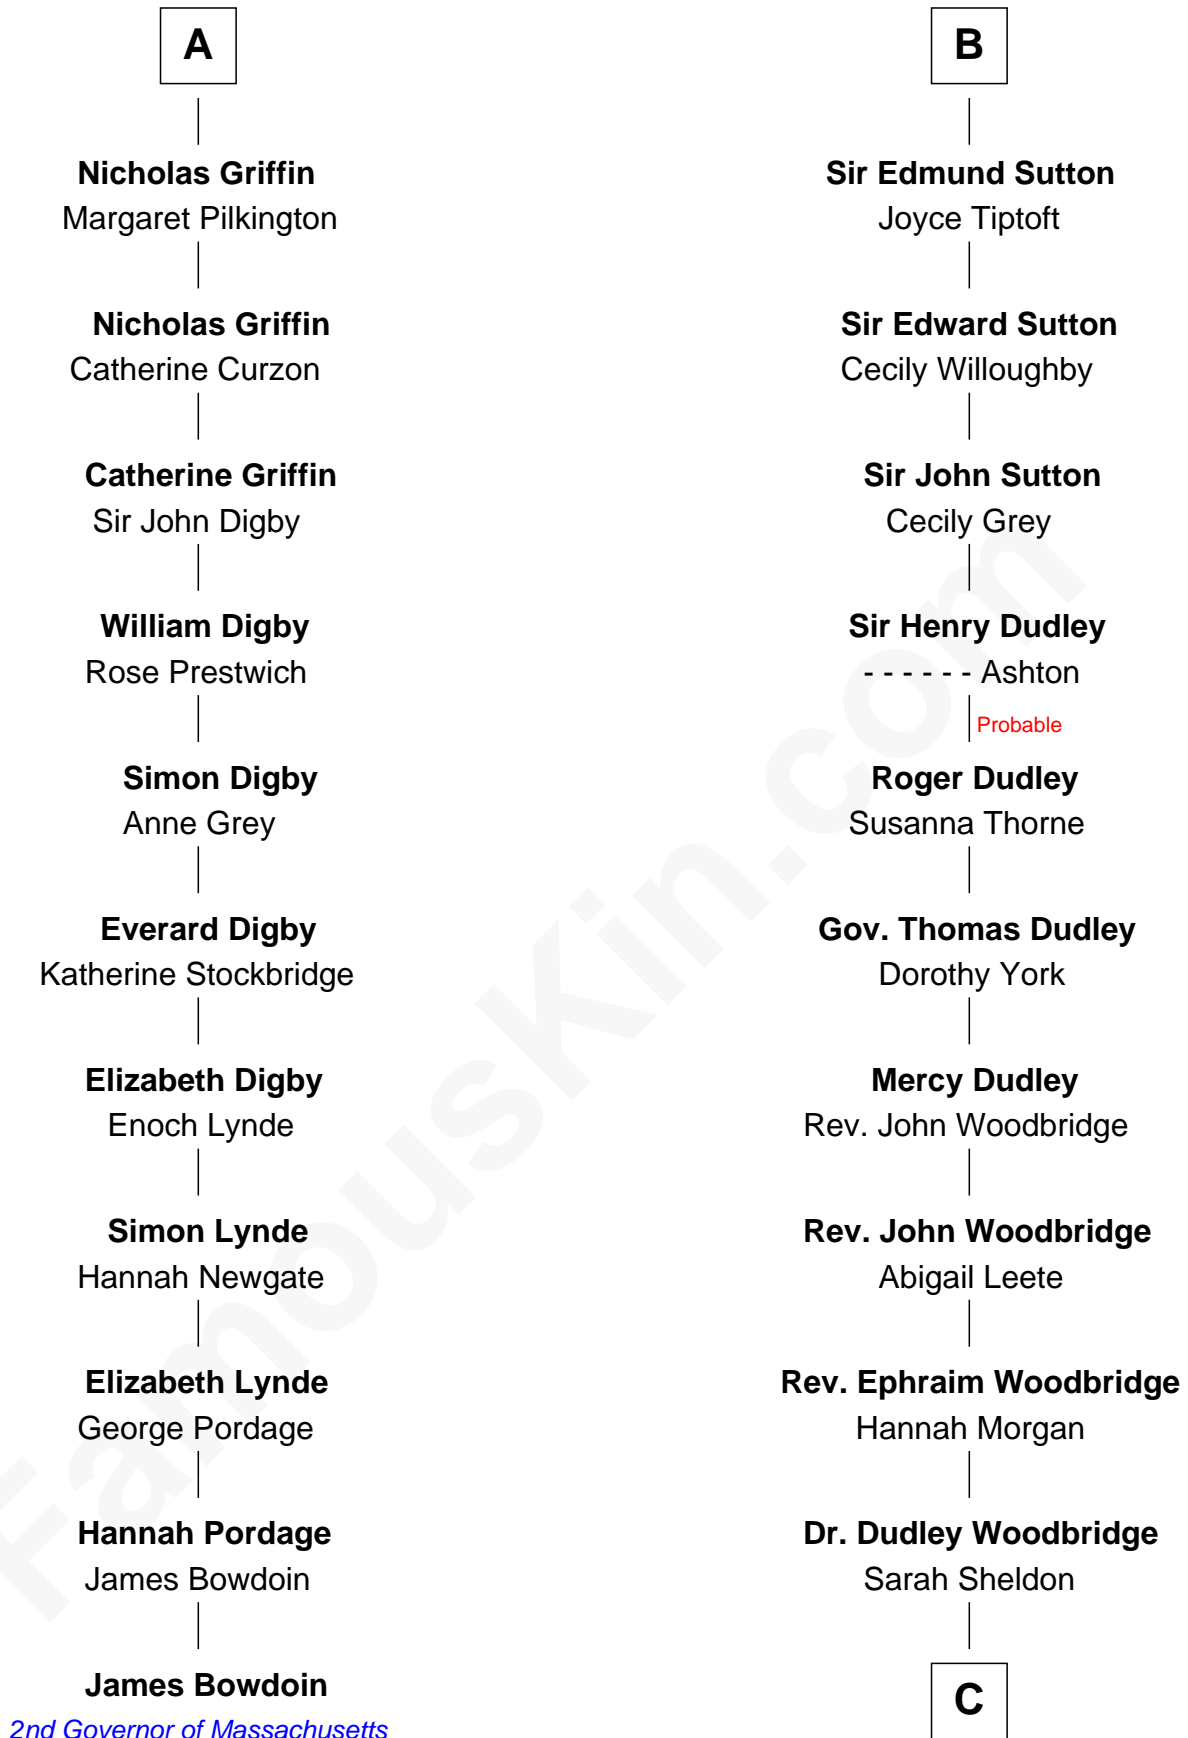 A
Nicholas Griffin
Margaret Pilkington
Nicholas Griffin
Catherine Curzon
Catherine Griffin
Sir John Digby
William Digby
Rose Prestwich
Simon Digby
Anne Grey
Everard Digby
Katherine Stockbridge
Elizabeth Digby
Enoch Lynde
Simon Lynde
Hannah Newgate
Elizabeth Lynde
George Pordage
Hannah Pordage
James Bowdoin
James Bowdoin
2nd Governor of Massachusetts
B
Sir Edmund Sutton
Joyce Tiptoft
Sir Edward Sutton
Cecily Willoughby
Sir John Sutton
Cecily Grey
Sir Henry Dudley
- - - - - - Ashton
Probable
Roger Dudley
Susanna Thorne
Gov. Thomas Dudley
Dorothy York
Mercy Dudley
Rev. John Woodbridge
Rev. John Woodbridge
Abigail Leete
Rev. Ephraim Woodbridge
Hannah Morgan
Dr. Dudley Woodbridge
Sarah Sheldon
C
FamousKin.com